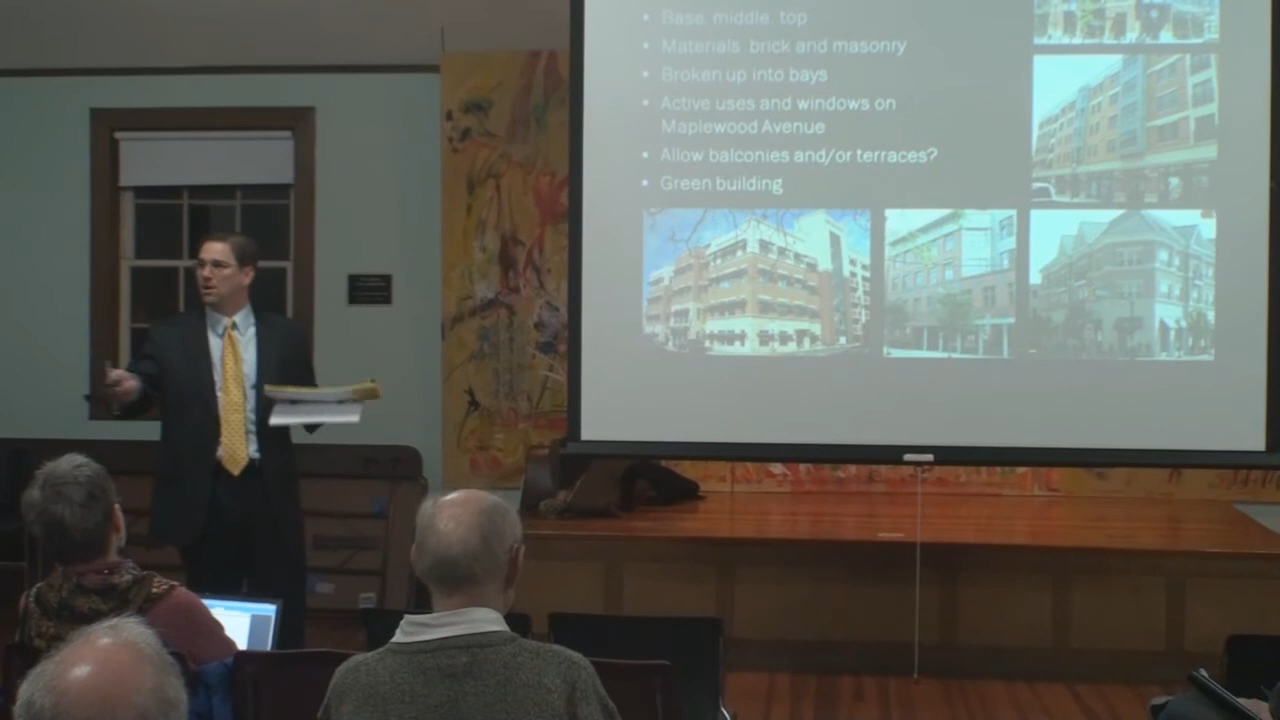 • Base, middle, top
• Materials: brick and masonry
• Broken up into bays
• Active uses and windows on
Maplewood Avenue
• Allow balconies and/or terraces?
• Green building